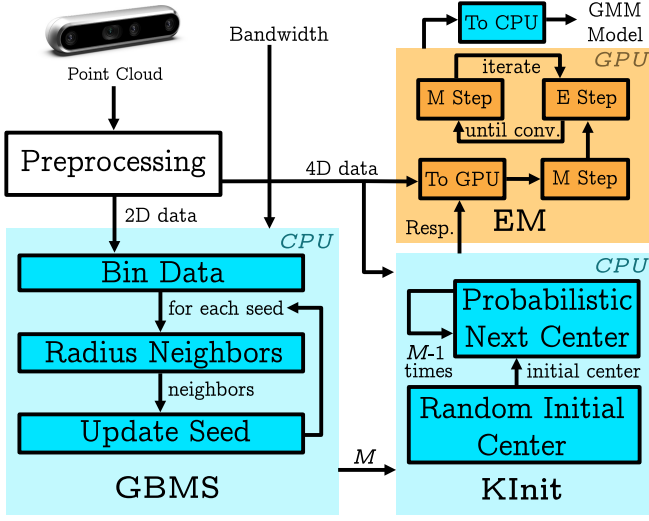 Point Cloud
Bandwidth
To CPU
GMM
Model
GPU
iterate
M Step
E Step
until conv.
Preprocessing
4D data
To GPU
M Step
Resp.
EM
2D data
CPU
Bin Data
for each seed
Radius Neighbors
neighbors
Update Seed
GBMS
M
CPU
Probabilistic
Next Center
M-1
times
initial center
Random Initial
Center
KInit